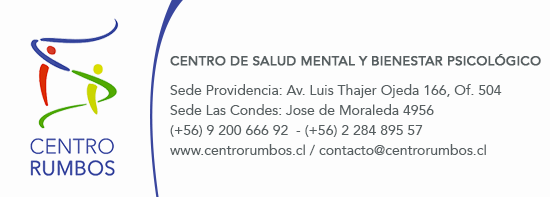 CENTRO
RUMBOS
CENTRO DE SALUD MENTAL Y BIENESTAR PSICOLÓGICO
Sede Providencia: Av. Luis Thajer Ojeda 166, Of. 504
Sede Las Condes: Jose de Moraleda 4956
(+56) 9 200 666 92 - (+56) 2 284 895 57
www.centrorumbos.cl / contacto@centrorumbos.cl